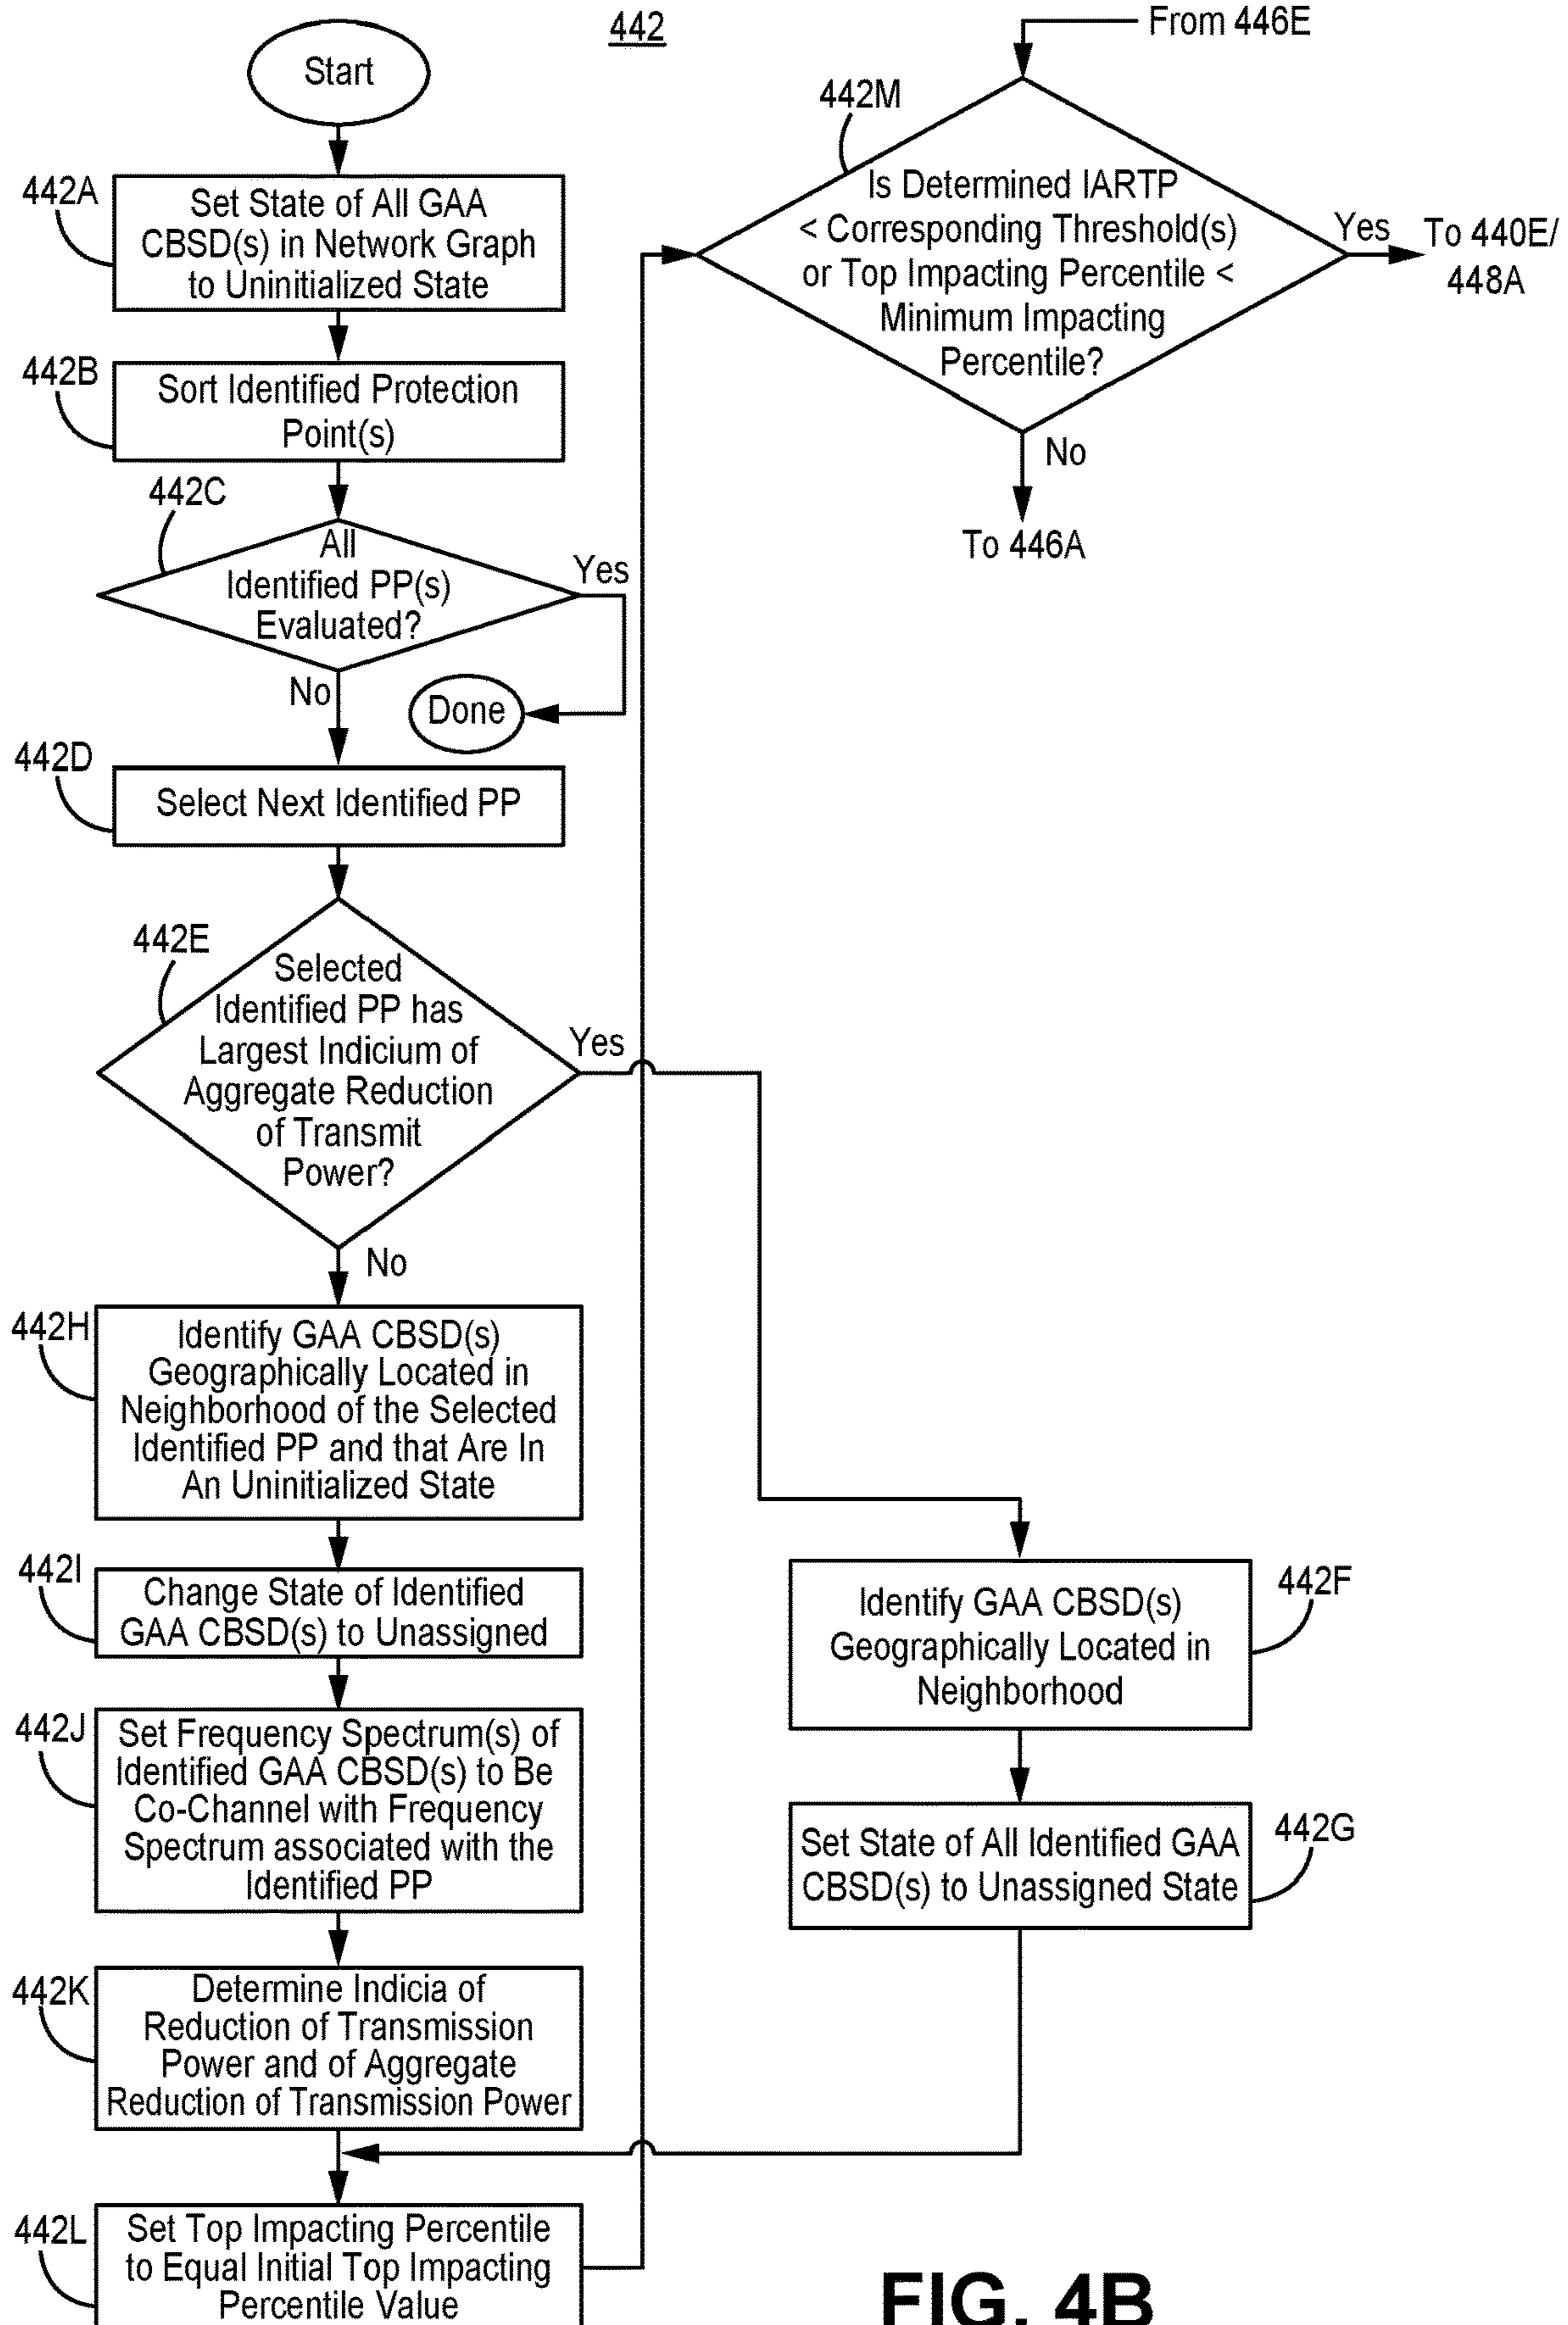 442
From 446E
Start
442A
Set State of All GAA
CBSD(s) in Network Graph
to Uninitialized State
442B
Sort Identified Protection
Point(s)
442C
All
Identified PP(s)
Evaluated?
Yes
No
Done
442D
Select Next Identified PP
442E
Selected
Identified PP has
Largest Indicium of
Aggregate Reduction
of Transmit
Power?
Yes
No
442H
Identify GAA CBSD(s)
Geographically Located in
Neighborhood of the Selected
Identified PP and that Are In
An Uninitialized State
442I
Change State of Identified
GAA CBSD(s) to Unassigned
442J
Set Frequency Spectrum(s) of
Identified GAA CBSD(s) to Be
Co-Channel with Frequency
Spectrum associated with the
Identified PP
442K
Determine Indicia of
Reduction of Transmission
Power and of Aggregate
Reduction of Transmission Power
442L
Set Top Impacting Percentile
to Equal Initial Top Impacting
Percentile Value
442M
Is Determined IARTP
< Corresponding Threshold(s)
or Top Impacting Percentile <
Minimum Impacting
Percentile?
Yes
To 440E/
448A
No
To 446A
442F
Identify GAA CBSD(s)
Geographically Located in
Neighborhood
442G
Set State of All Identified GAA
CBSD(s) to Unassigned State
FIG. 4B